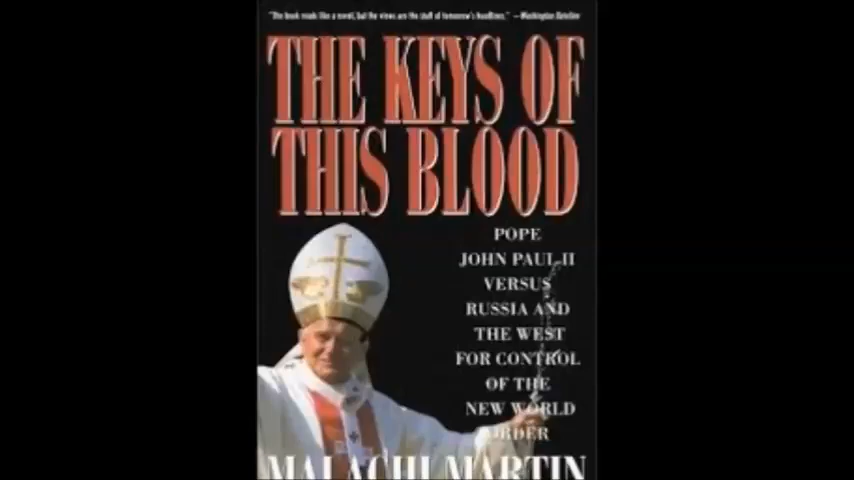 "The book reads like a novel, but the views are the stuff of tomorrow's headlines." —Washington
THE KEYS OF
THIS BLOOD
POPE
JOHN PAUL II
VERSUS
RUSSIA AND
THE WEST
FOR CONTROL
OF THE
NEW WORLD
ORDER
MALACHI MARTIN